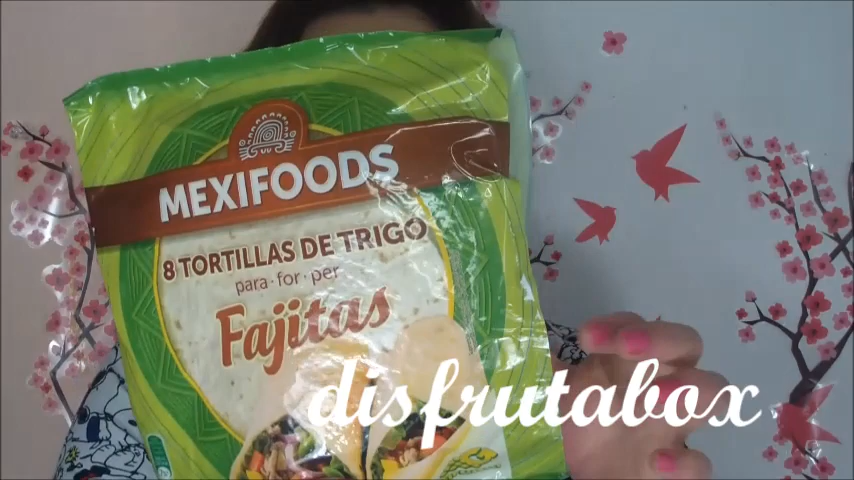 MEXIFOODS
8 TORTILLAS DE TRIGO
para·for·per
Fajitas
disfrutabox